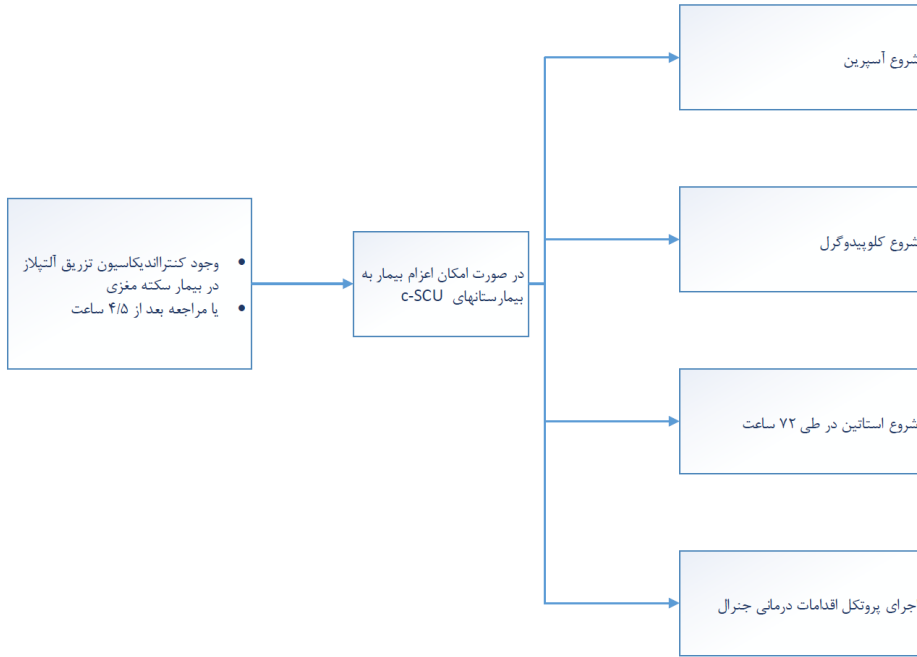 وجود کنترااندیکاسیون تزریق آلتپلاز
در بیمار سکته مغزی
یا مراجعه بعد از ۴/۵ ساعت
در صورت امکان اعزام بیمار به
بیمارستانهای c-SCU
شروع آسپرین
شروع کلوپیدوگرل
شروع استاتین در طی ۷۲ ساعت
اجرای پروتکل اقدامات درمانی جنرال